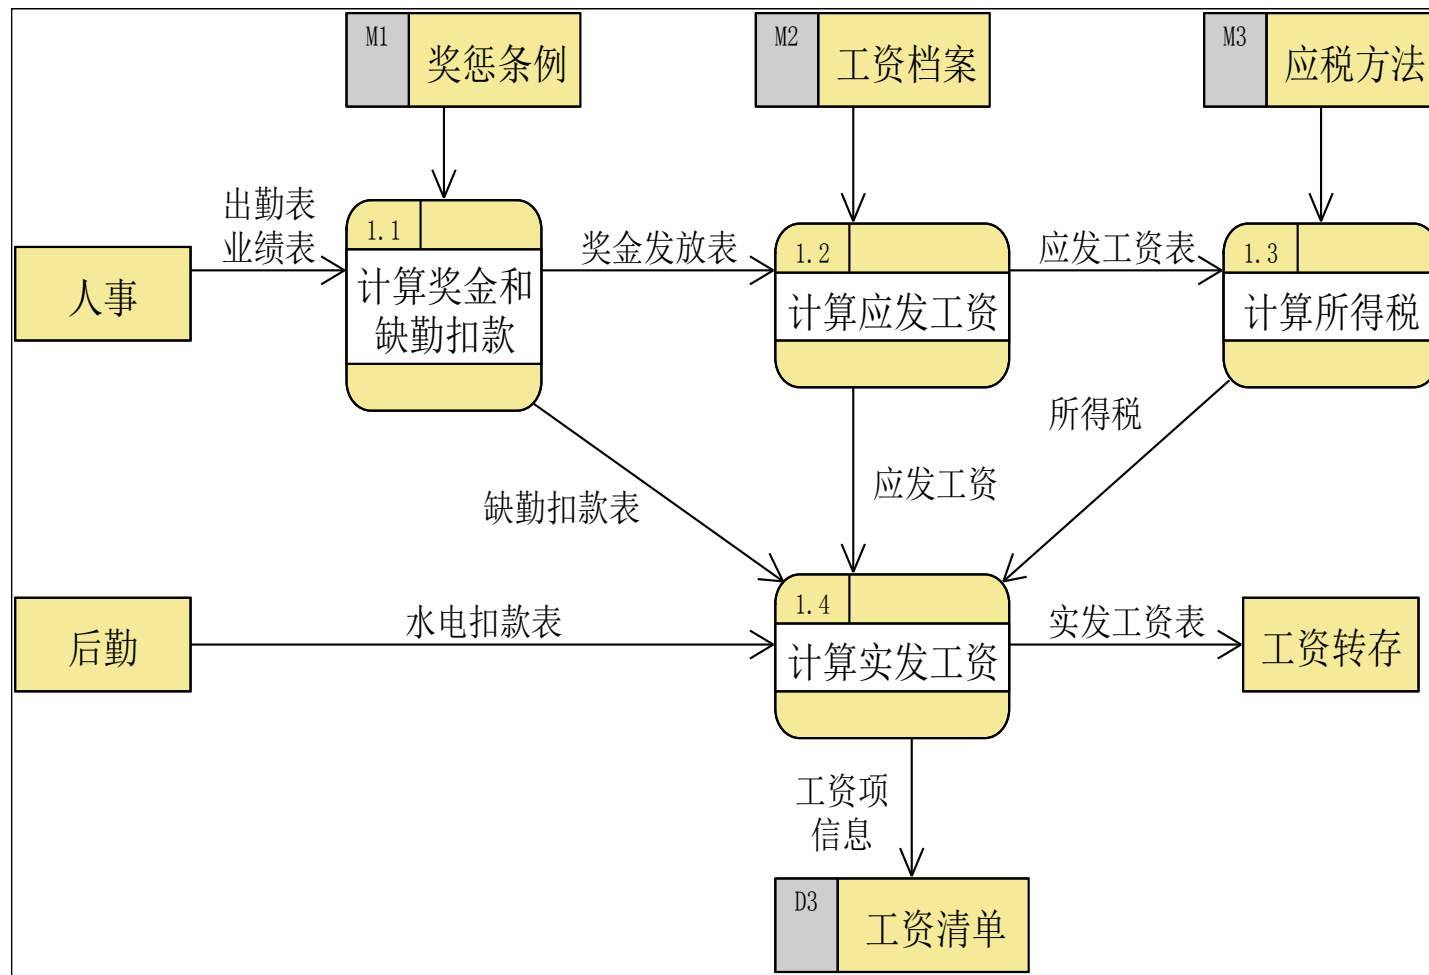 M1
奖惩条例
M2
工资档案
M3
应税方法
出勤表
业绩表
人事
1.1
计算奖金和
缺勤扣款
奖金发放表
1.2
计算应发工资
应发工资表
1.3
计算所得税
缺勤扣款表
应发工资
所得税
后勤
水电扣款表
1.4
计算实发工资
实发工资表
工资转存
工资项
信息
D3
工资清单